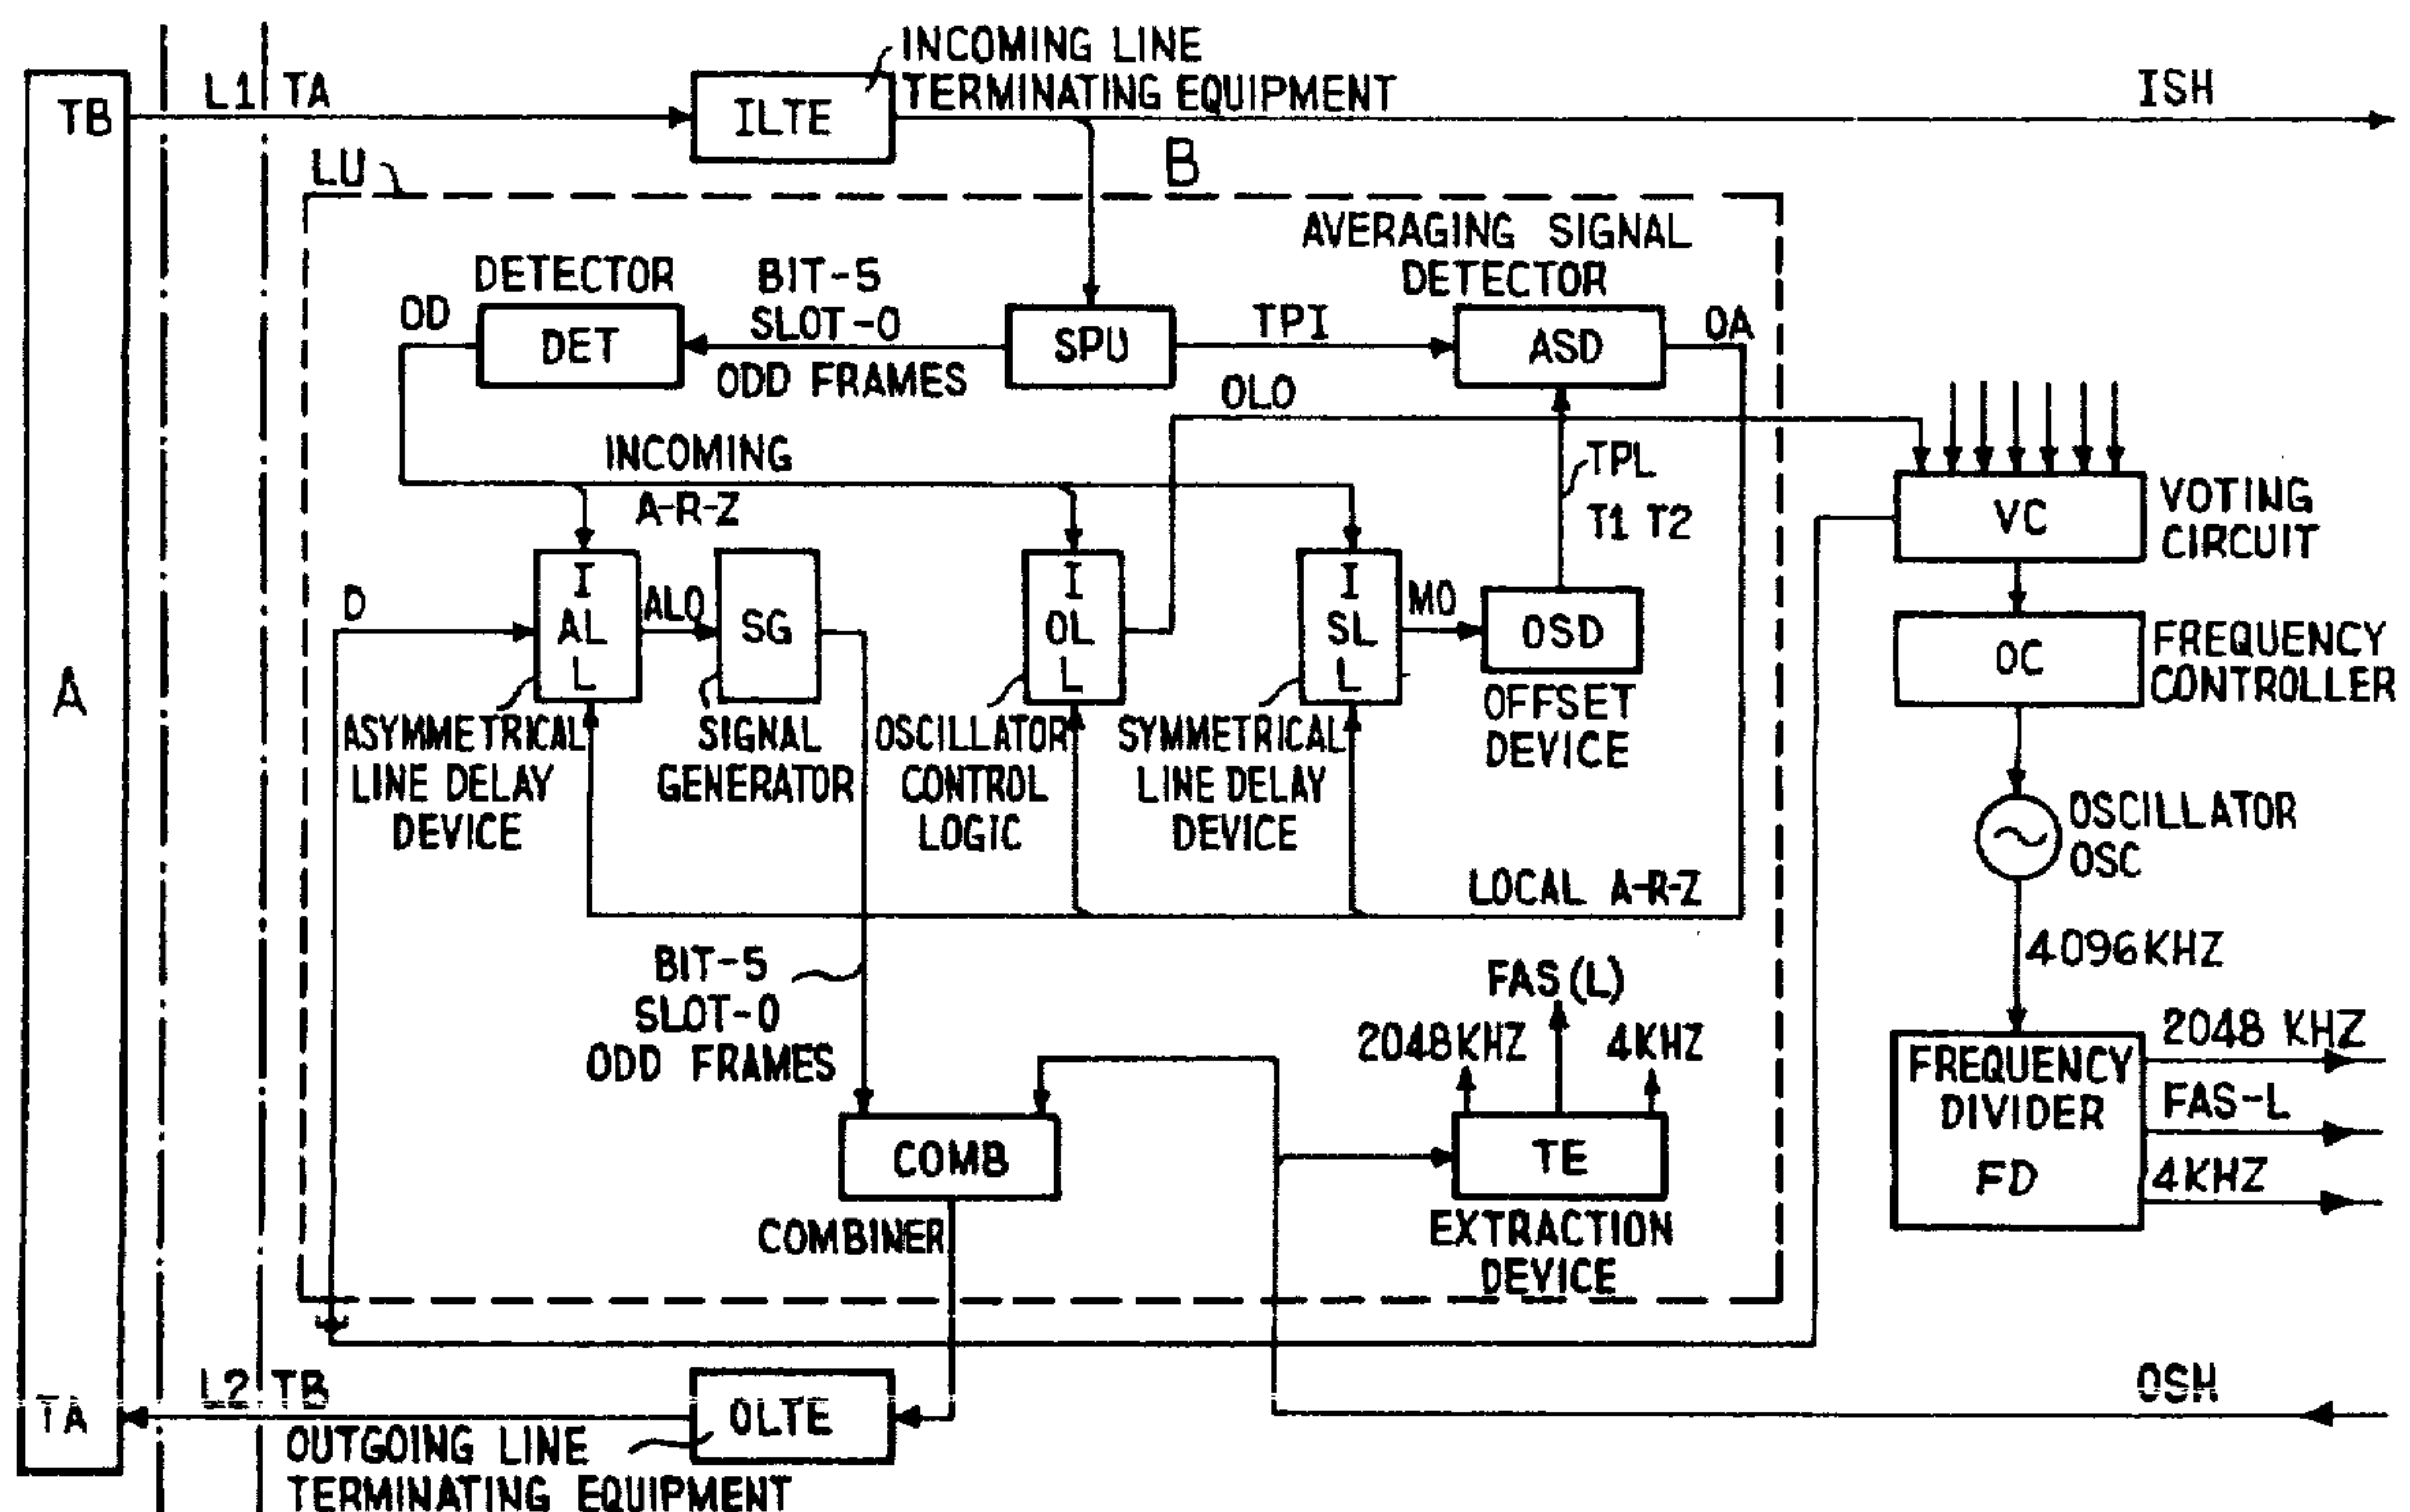 INCOMING LINE
TERMINATING EQUIPMENT
TB
L1
TA
ILTE
ISH
LU
B
AVERAGING SIGNAL
DETECTOR
DETECTOR
BIT-5
SLOT-0
ODD FRAMES
OD
DET
SPU
TPI
ASD
OA
OLO
INCOMING
A-R-Z
TPL
T1 T2
VC
VOTING
CIRCUIT
D
I
AL
L
ALO
SG
I
OL
L
I
SL
L
MO
OSD
OC
FREQUENCY
CONTROLLER
A
ASYMMETRICAL
LINE DELAY
DEVICE
SIGNAL
GENERATOR
OSCILLATOR
CONTROL
LOGIC
SYMMETRICAL
LINE DELAY
DEVICE
OFFSET
DEVICE
OSCILLATOR
OSC
LOCAL A-R-Z
4096KHZ
BIT-5
SLOT-0
ODD FRAMES
FAS(L)
2048KHZ
4KHZ
FREQUENCY
DIVIDER
FD
2048 KHZ
FAS-L
4KHZ
COMB
TE
COMBINER
EXTRACTION
DEVICE
L2
TB
TA
OLTE
OSH
OUTGOING LINE
TERMINATING EQUIPMENT